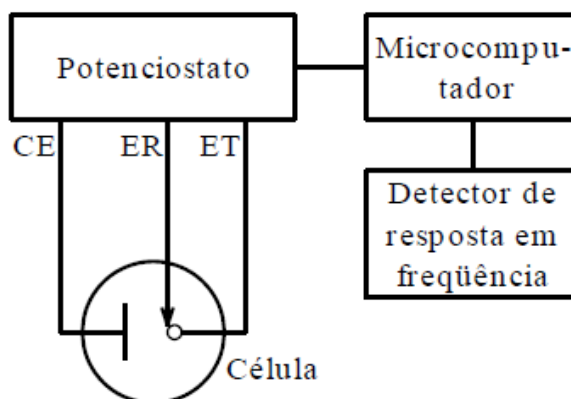 Potenciostato
Microcompu-
tador
CE
ER
ET
Detector de
resposta em
freqüência
Célula